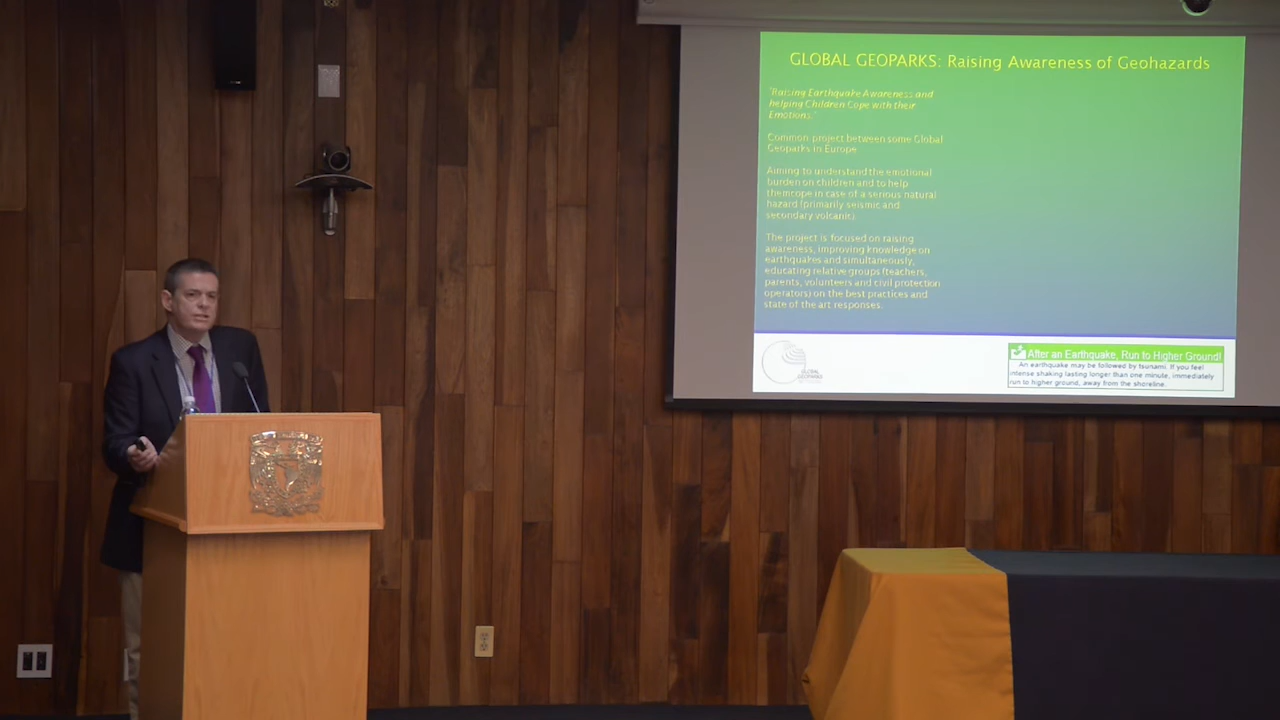 GLOBAL GEOPARKS: Raising Awareness of Geohazards
"Raising Earthquake Awareness and
helping Children Cope with their
Emotions."
Common project between some Global
Geoparks in Europe
Aiming to understand the emotional
burden on children and to help
themcope in case of a serious natural
hazard (primarily seismic and
secondary volcanic)
The project is focused on raising
awareness, improving knowledge on
earthquakes and simultaneously,
educating relative groups (teachers,
parents, volunteers and civil protection
operators) on the best practices and
state of the art responses.
GLOBAL
GEOPARKS
After an Earthquake, Run to Higher Ground!
An earthquake may be followed by tsunami. If you feel
intense shaking lasting longer than one minute, immediately
run to higher ground, away from the shoreline.